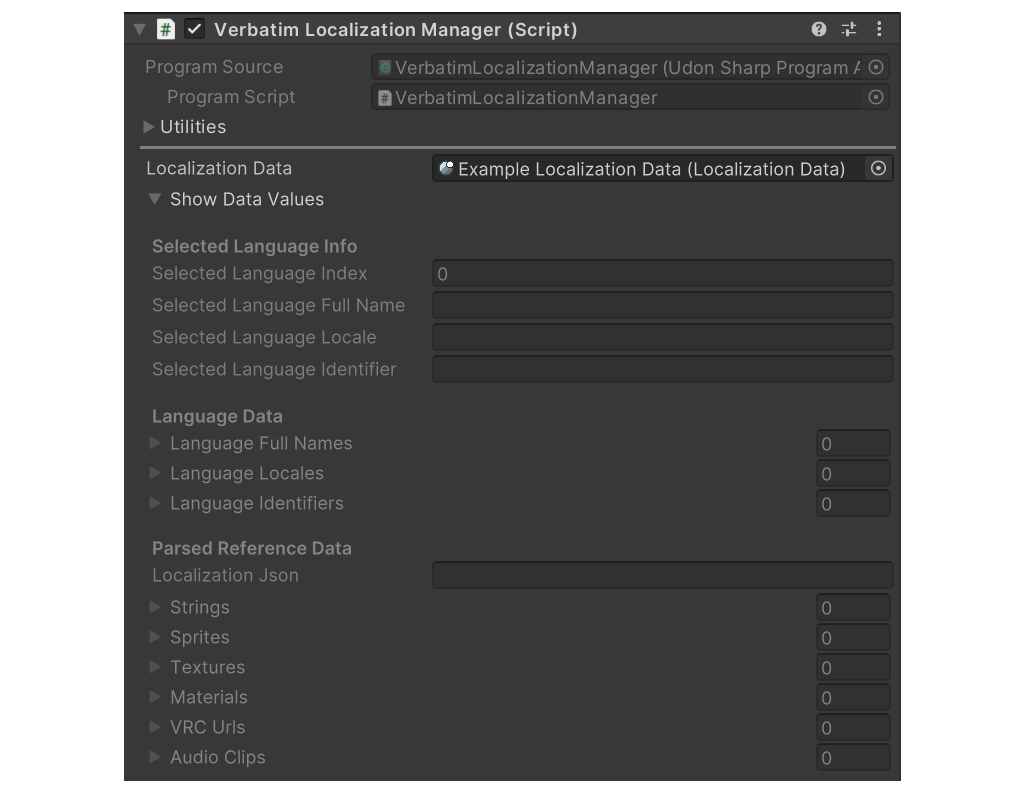 Verbatim Localization Manager (Script)
Program Source VerbatimLocalizationManager (Udon Sharp Program A
Program Script VerbatimLocalizationManager
Utilities
Localization Data Example Localization Data (Localization Data)
Show Data Values
Selected Language Info
Selected Language Index 0
Selected Language Full Name
Selected Language Locale
Selected Language Identifier
Language Data
Language Full Names 0
Language Locales 0
Language Identifiers 0
Parsed Reference Data
Localization Json
Strings 0
Sprites 0
Textures 0
Materials 0
VRC Urls 0
Audio Clips 0